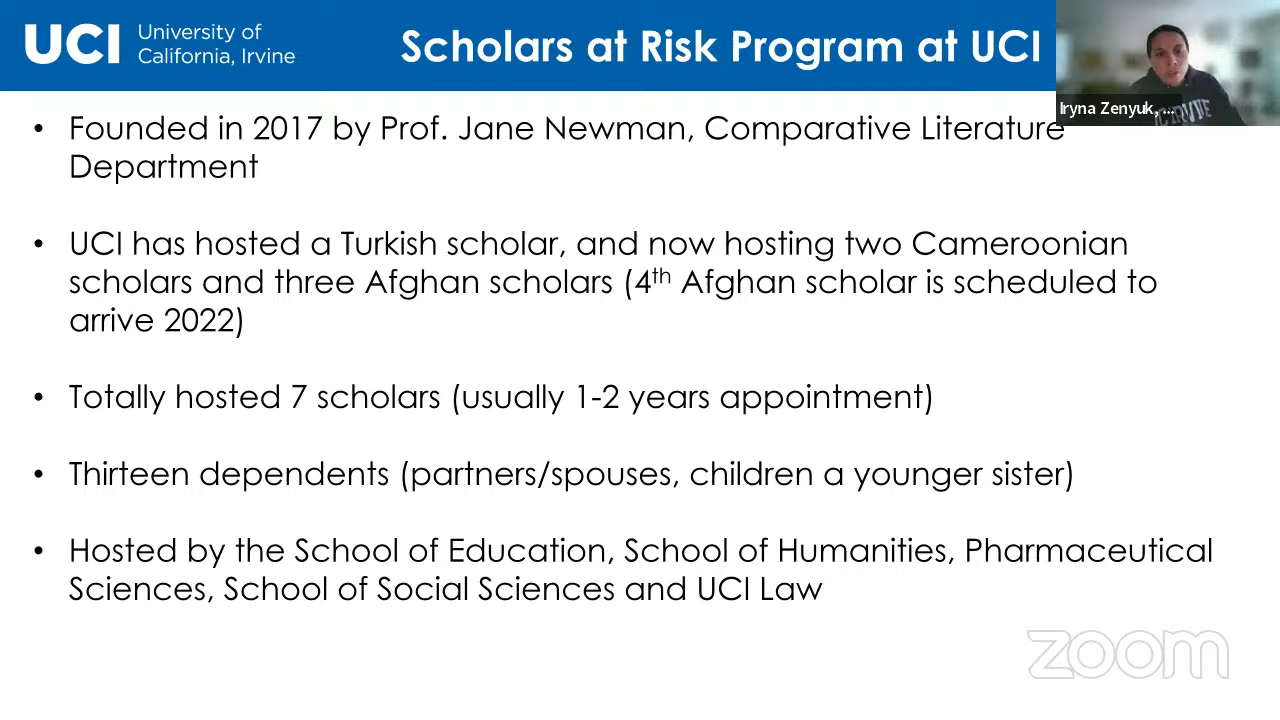 UCI University of
California, Irvine
Scholars at Risk Program at UCI
Iryna Zenyuk, ...
• Founded in 2017 by Prof. Jane Newman, Comparative Literature
Department
• UCI has hosted a Turkish scholar, and now hosting two Cameroonian
scholars and three Afghan scholars (4th Afghan scholar is scheduled to
arrive 2022)
• Totally hosted 7 scholars (usually 1-2 years appointment)
• Thirteen dependents (partners/spouses, children a younger sister)
• Hosted by the School of Education, School of Humanities, Pharmaceutical
Sciences, School of Social Sciences and UCI Law
zoom